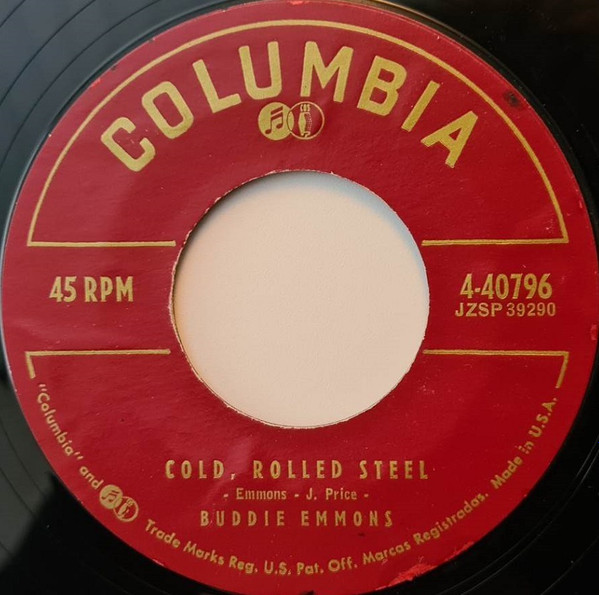 COLUMBIA
CBS
45 RPM
4-40796
JZSP 39290
COLD, ROLLED STEEL
- Emmons - J. Price -
BUDDIE EMMONS
"Columbia" and Trade Marks Reg. U.S. Pat. Off. Marcas Registradas. Made in U.S.A.